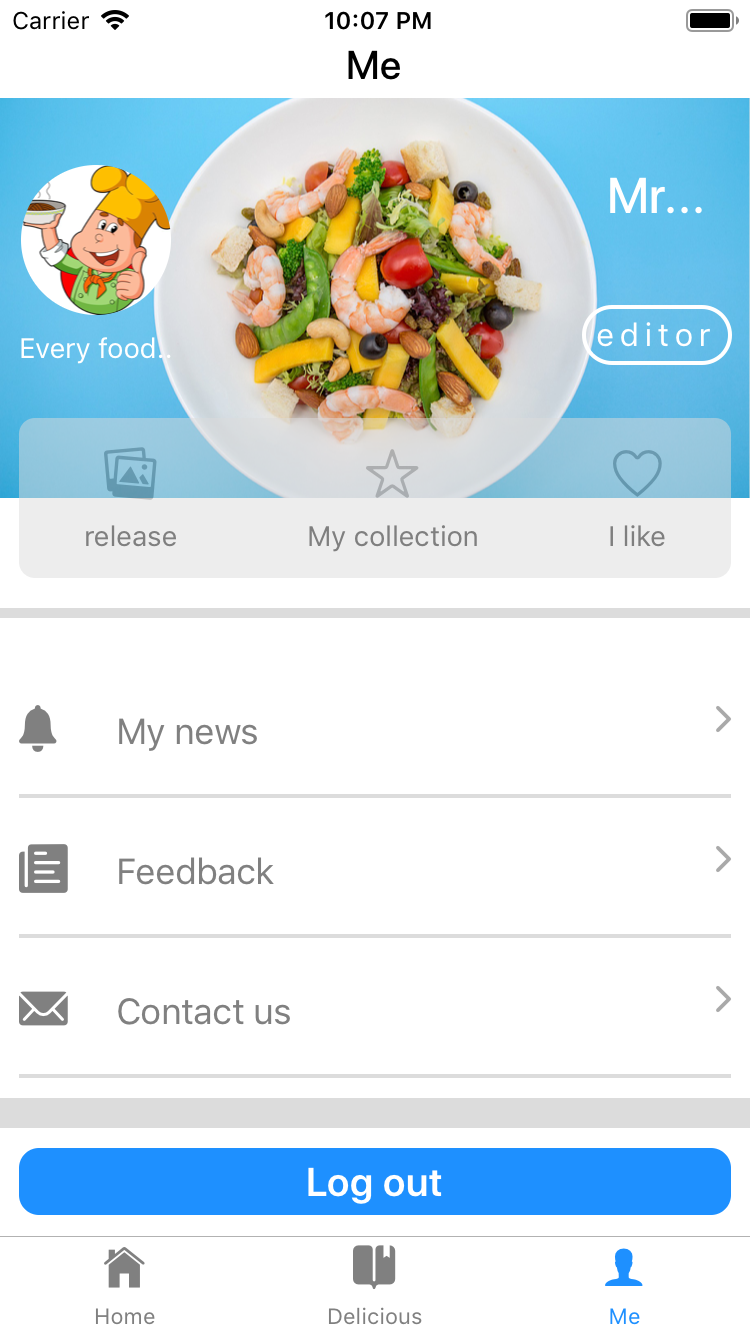 Carrier 10:07 PM
Me
Mr...
Every food..
editor
release My collection I like
My news
Feedback
Contact us
Log out
Home Delicious Me